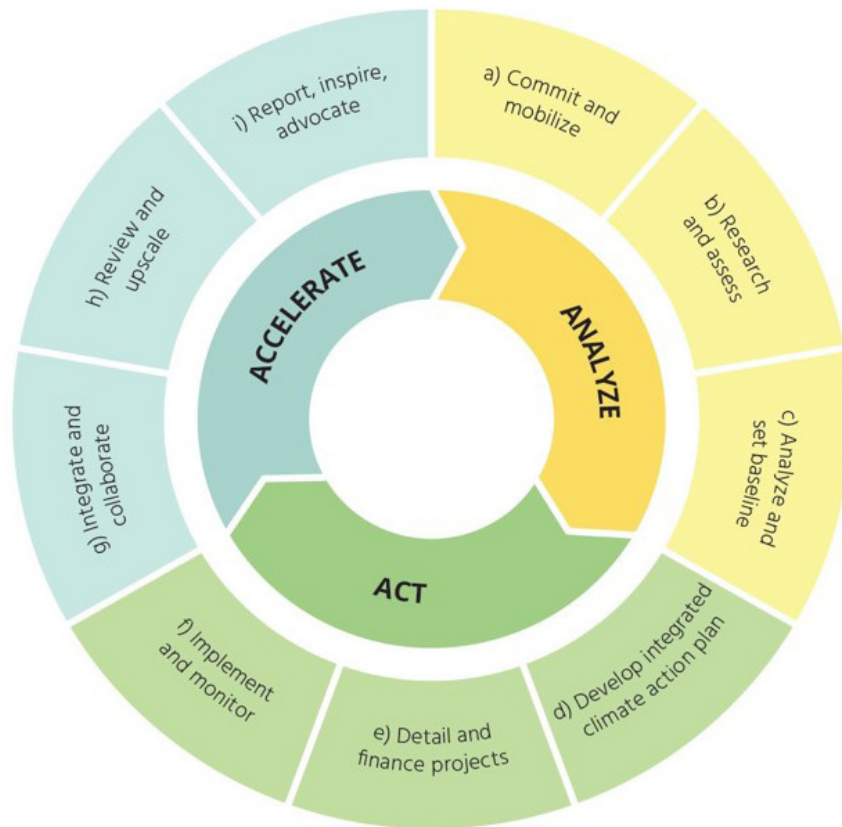 a) Commit and
mobilize
b) Research
and assess
c) Analyze and
set baseline
d) Develop integrated
climate action plan
e) Detail and
finance projects
f) Implement
and monitor
g) Integrate and
collaborate
h) Review and
upscale
i) Report, inspire,
advocate
ANALYZE
ACT
ACCELERATE